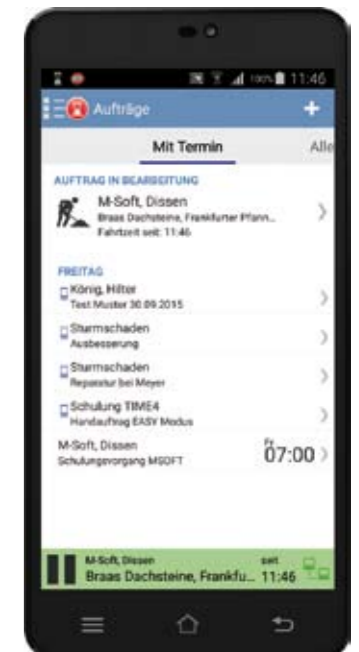 100% 11:46
Aufträge +
Mit Termin Alle
AUFTRAG IN BEARBEITUNG
M-Soft, Dissen
Braas Dachsteine, Frankfurter Pfann...
Fahrtzeit seit: 11:46
FREITAG
König, Hilter
Test Muster 30.09.2015
Sturmschaden
Ausbesserung
Sturmschaden
Reparatur bei Meyer
Schulung TIME4
Handauftrag EASY Modus
M-Soft, Dissen
Schulungsvorgang MSOFT
Fr
07:00
M-Soft, Dissen seit
Braas Dachsteine, Frankfu... 11:46